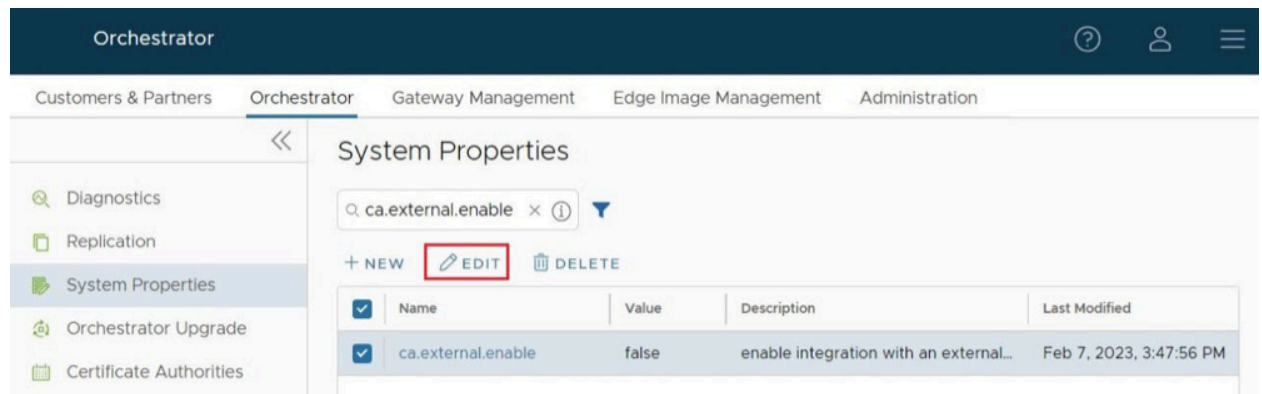 Orchestrator
Customers & Partners Orchestrator Gateway Management Edge Image Management Administration
Diagnostics
Replication
System Properties
Orchestrator Upgrade
Certificate Authorities
System Properties
ca.external.enable
+ NEW EDIT DELETE
Name Value Description Last Modified
ca.external.enable false enable integration with an external... Feb 7, 2023, 3:47:56 PM